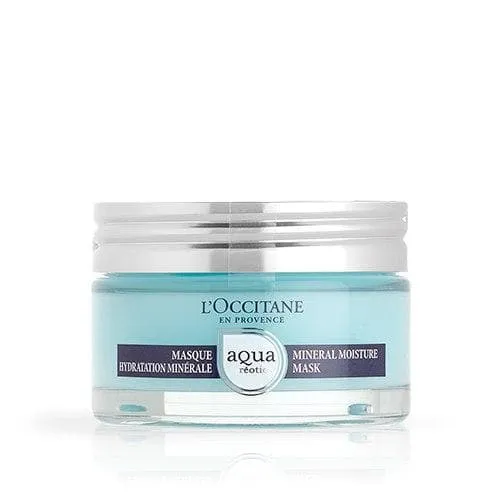 L'OCCITANE
EN PROVENCE
MASQUE
HYDRATATION MINÉRALE
aqua
réotier
MINERAL MOISTURE
MASK